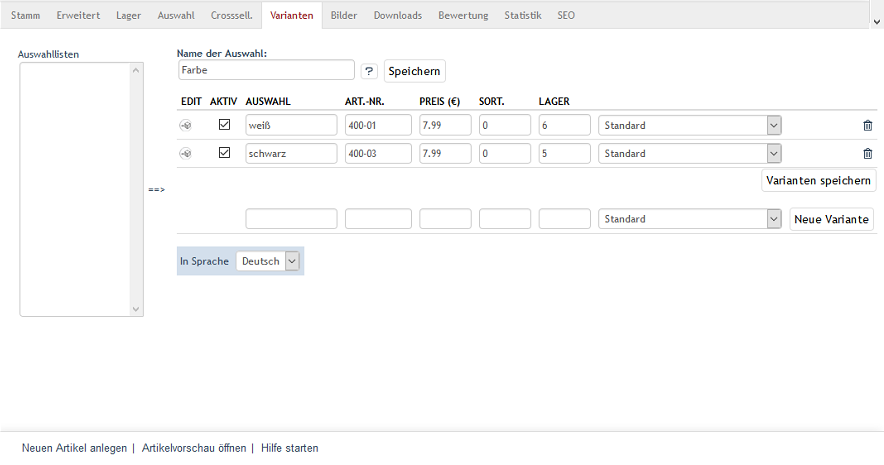 Stamm Erweitert Lager Auswahl Crosssell. Varianten Bilder Downloads Bewertung Statistik SEO
Auswahllisten
Name der Auswahl:
Farbe ? Speichern
EDIT AKTIV AUSWAHL ART.-NR. PREIS (€) SORT. LAGER
weiß 400-01 7.99 0 6 Standard
schwarz 400-03 7.99 0 5 Standard
Varianten speichern
==>
Standard Neue Variante
In Sprache Deutsch
Neuen Artikel anlegen | Artikelvorschau öffnen | Hilfe starten